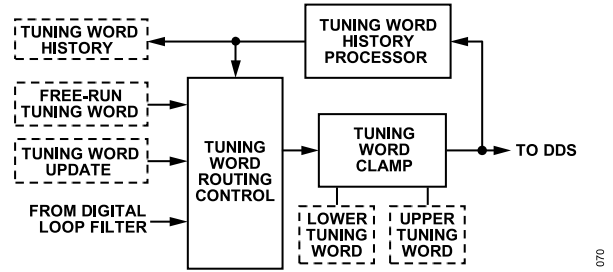 TUNING WORD
HISTORY
TUNING WORD
HISTORY
PROCESSOR
FREE-RUN
TUNING WORD
TUNING WORD
UPDATE
FROM DIGITAL
LOOP FILTER
TUNING
WORD
ROUTING
CONTROL
TUNING
WORD
CLAMP
TO DDS
LOWER
TUNING
WORD
UPPER
TUNING
WORD
070